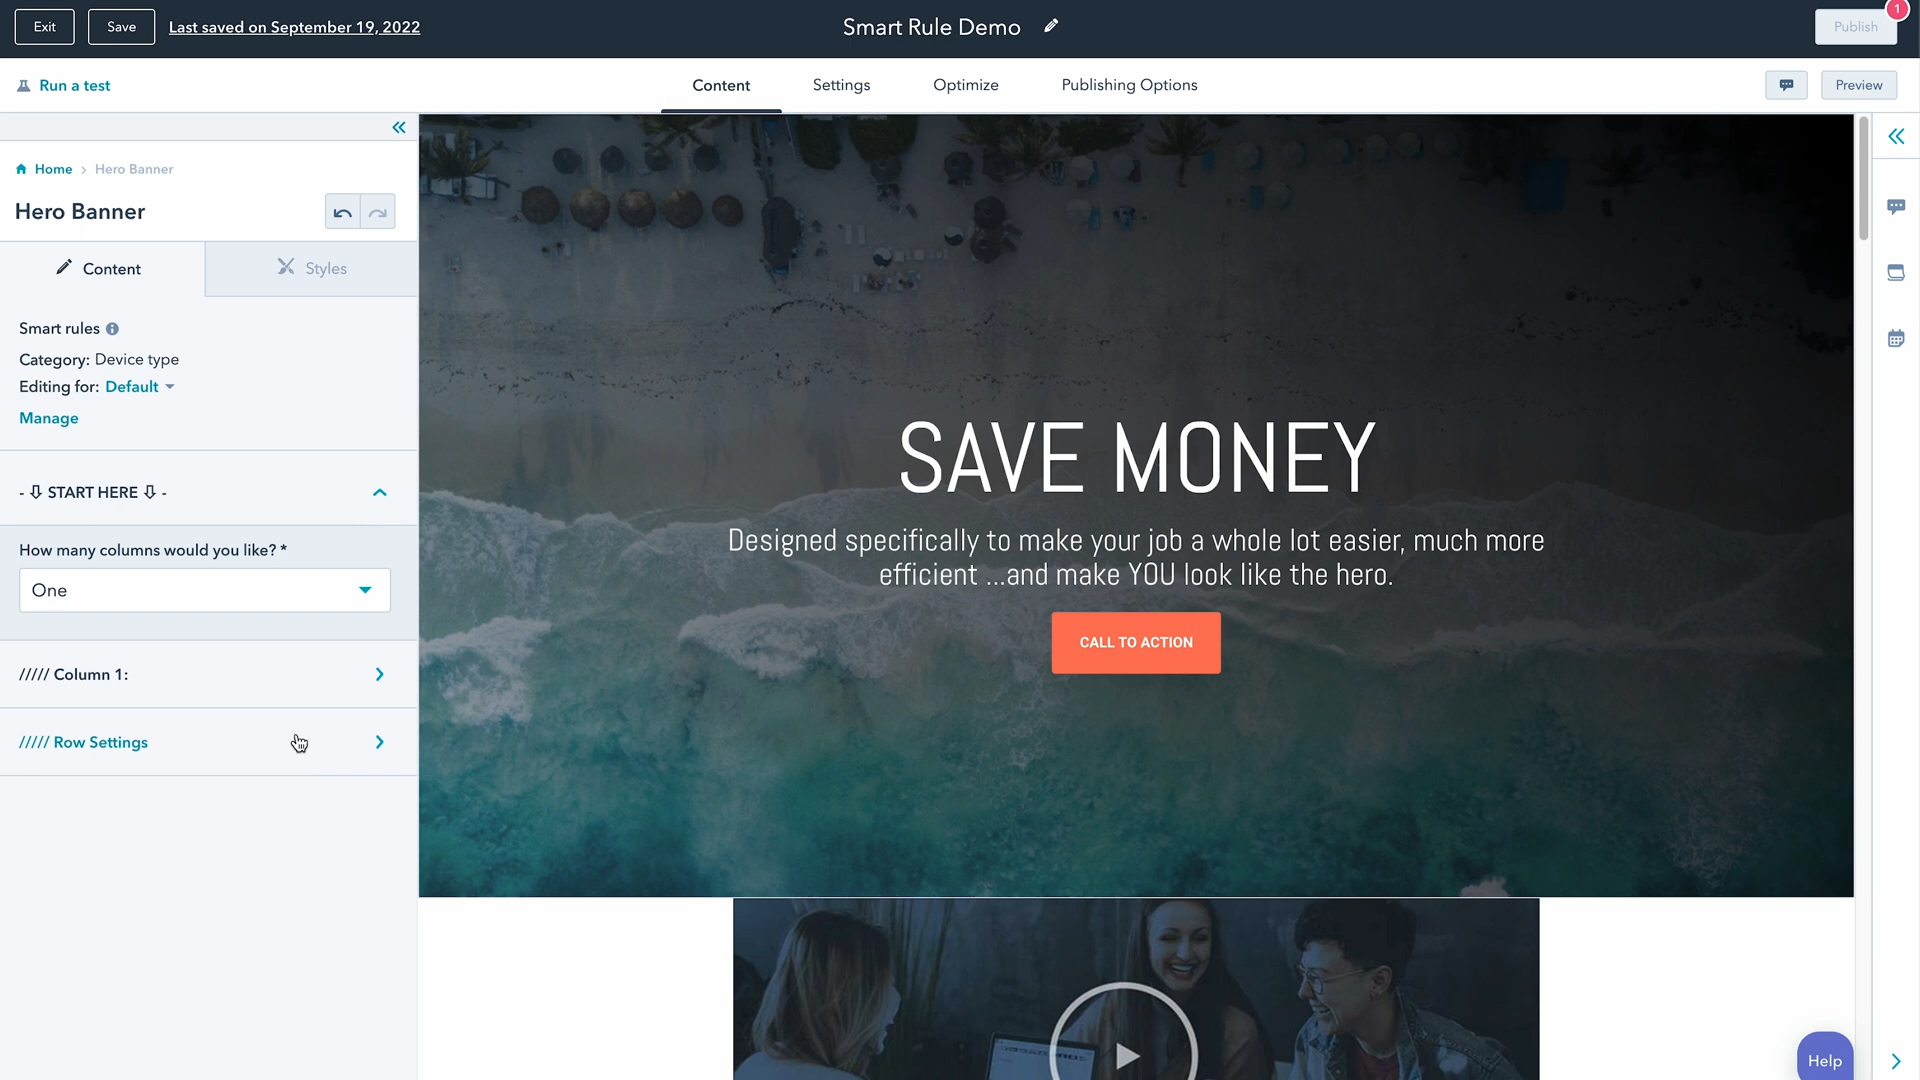 Exit
Save
Last saved on September 19, 2022
Smart Rule Demo
Publish
1
Run a test
Content
Settings
Optimize
Publishing Options
Preview
Home
Hero Banner
Hero Banner
Content
Styles
Smart rules
Category: Device type
Editing for: Default
Manage
- ⇩ START HERE ⇩ -
How many columns would you like? *
One
///// Column 1:
///// Row Settings
SAVE MONEY
Designed specifically to make your job a whole lot easier, much more
efficient ...and make YOU look like the hero.
CALL TO ACTION
Help